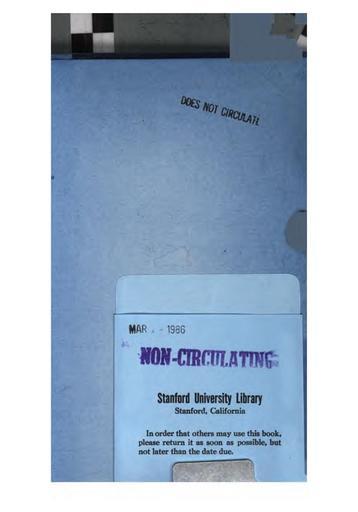 DOES NOT CIRCULATE
MAR - 1986
NON-CIRCULATING
Stanford University Library
Stanford, California
In order that others may use this book,
please return it as soon as possible, but
not later than the date due.